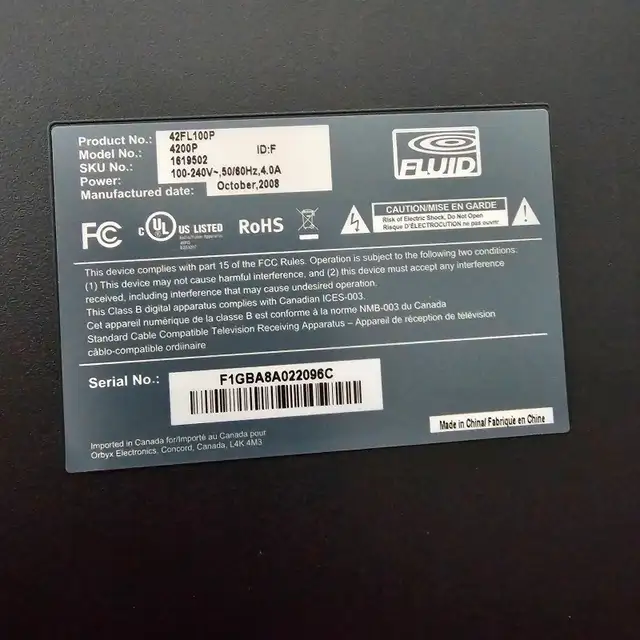 Product No.: 42FL100P
Model No.: 4200P ID:F
SKU No.: 1619502
Power: 100-240V~,50/60Hz,4.0A
Manufactured date: October,2008
FLUID
FC
C UL US LISTED
RoHS
CAUTION/MISE EN GARDE
Risk of Electric Shock, Do Not Open
Risque D'ÉLECTROCUTION ne pas ouvrir
This device complies with part 15 of the FCC Rules. Operation is subject to the following two conditions.
(1) This device may not cause harmful interference, and (2) this device must accept any interference
received, including interference that may cause undesired operation.
This Class B digital apparatus complies with Canadian ICES-003.
Cet appareil numérique de la classe B est conforme à la norme NMB-003 du Canada
Standard Cable Compatible Television Receiving Apparatus – Appareil de réception de télévision
câblo-compatible ordiinaire
Serial No.: F1GBA8A022096C
Imported in Canada for/Importé au Canada pour
Orbyx Electronics, Concord, Canada, L4K 4M3
Made in China/ Fabriqué en Chine